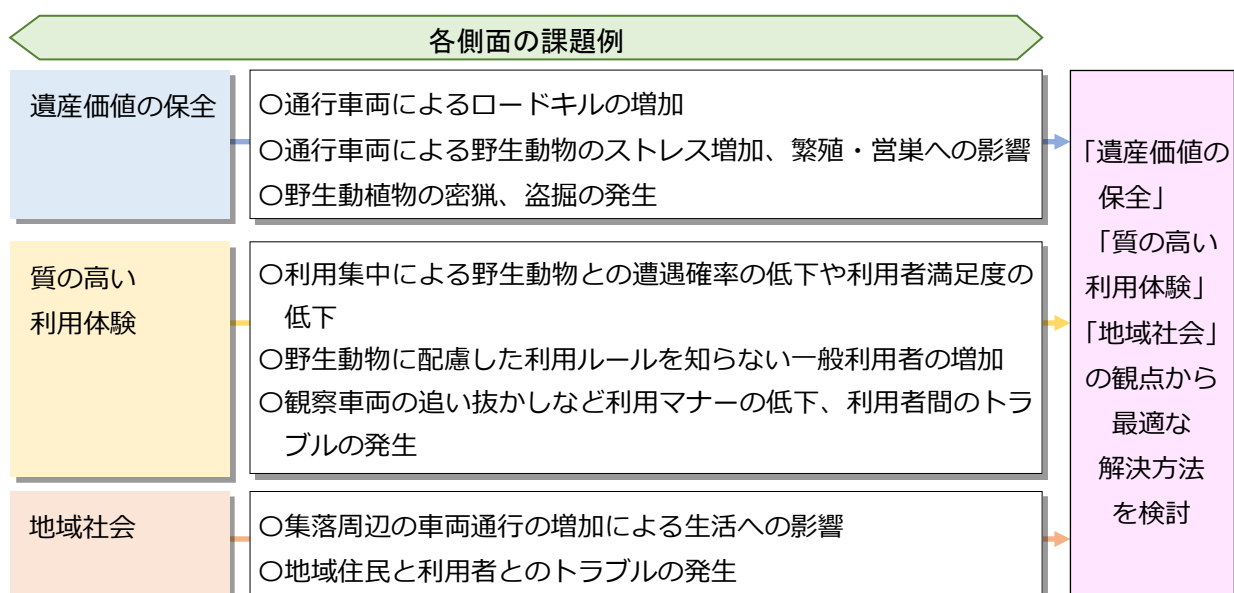 各側面の課題例
遺産価値の保全
〇通行車両によるロードキルの増加
〇通行車両による野生動物のストレス増加、繁殖・営巣への影響
〇野生動植物の密猟、盗掘の発生
質の高い
利用体験
〇利用集中による野生動物との遭遇確率の低下や利用者満足度の
低下
〇野生動物に配慮した利用ルールを知らない一般利用者の増加
〇観察車両の追い抜かしなど利用マナーの低下、利用者間のトラ
ブルの発生
地域社会
〇集落周辺の車両通行の増加による生活への影響
〇地域住民と利用者とのトラブルの発生
「遺産価値の
保全」
「質の高い
利用体験」
「地域社会」
の観点から
最適な
解決方法
を検討